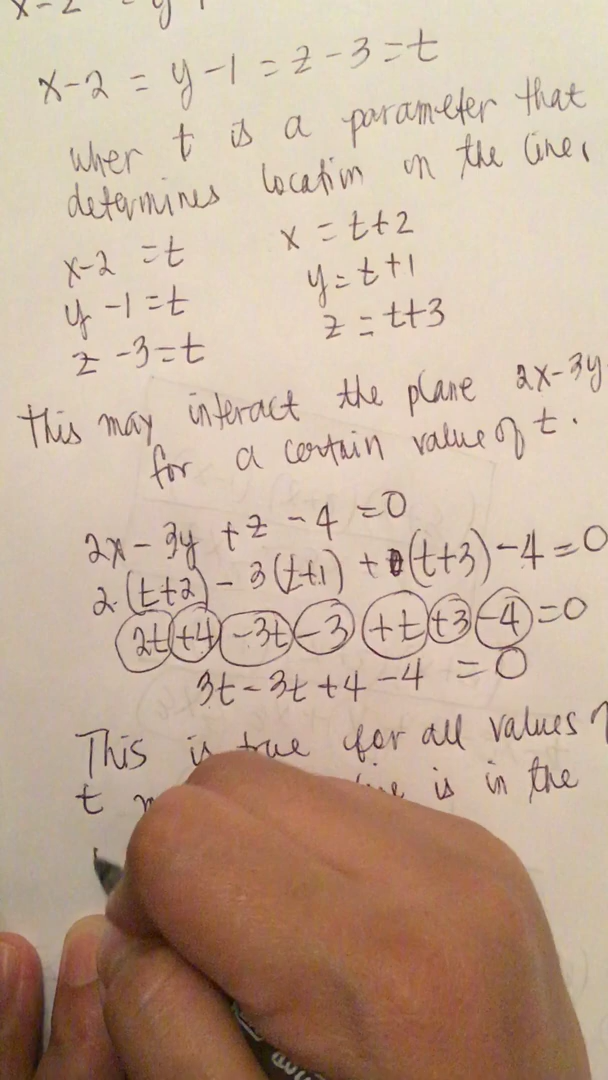 x-2 = y
x-2 = y-1 = z-3 = t
wher t is a parameter that
determines location on the line,
x-2 = t x = t+2
y-1 = t y = t+1
z-3 = t z = t+3
This may interact the plane 2x-3y
for a certain value of t.
2x-3y+z-4=0
2(t+2)-3(t+1)+(t+3)-4=0
2t+4-3t-3+t+3-4=0
3t-3t+4-4=0
This is true for all values
t is in the